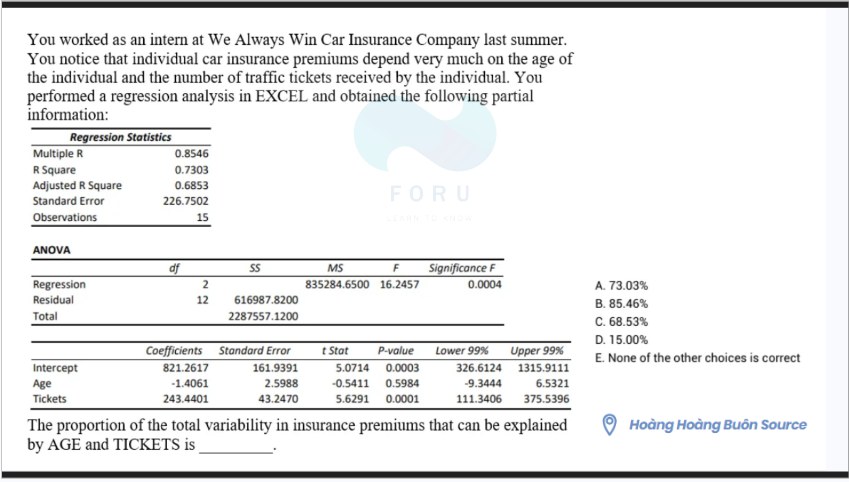 You worked as an intern at We Always Win Car Insurance Company last summer.
You notice that individual car insurance premiums depend very much on the age of
the individual and the number of traffic tickets received by the individual. You
performed a regression analysis in EXCEL and obtained the following partial
information:
Regression Statistics
Multiple R 0.8546
R Square 0.7303
Adjusted R Square 0.6853
Standard Error 226.7502
Observations 15
FORU
ANOVA
df SS MS F Significance F
Regression 2 835284.6500 16.2457 0.0004
Residual 12 616987.8200
Total 2287557.1200
Coefficients Standard Error t Stat P-value Lower 99% Upper 99%
Intercept 821.2617 161.9391 5.0714 0.0003 326.6124 1315.9111
Age -1.4061 2.5988 -0.5411 0.5984 -9.3444 6.5321
Tickets 243.4401 43.2470 5.6291 0.0001 111.3406 375.5396
The proportion of the total variability in insurance premiums that can be explained
by AGE and TICKETS is _________.
A. 73.03%
B. 85.46%
C. 68.53%
D. 15.00%
E. None of the other choices is correct
Hoàng Hoàng Buôn Source